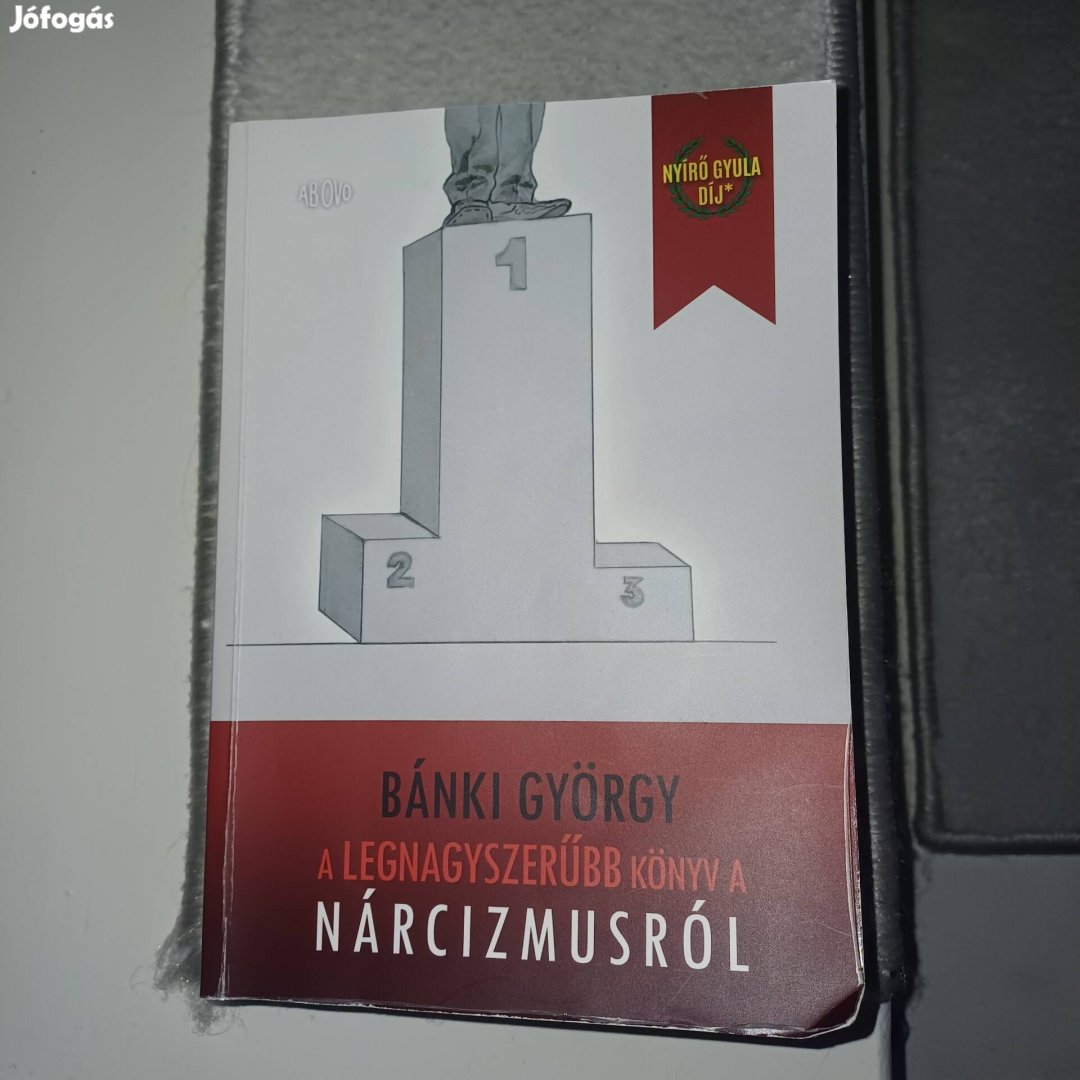 Jófogás
AB OVO
NYÍRŐ GYULA
DÍJ*
1
2
3
BÁNKI GYÖRGY
A LEGNAGYSZERŰBB KÖNYV A
NÁRCIZMUSRÓL